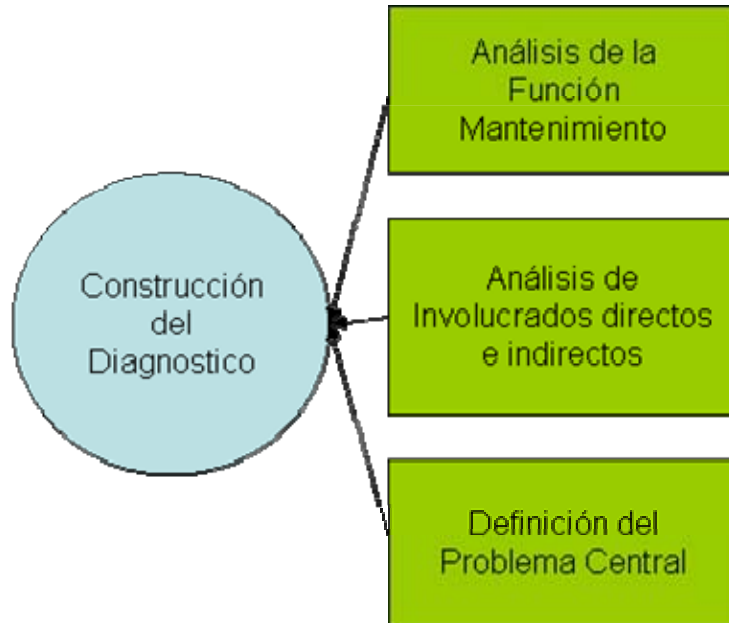 Análisis de la
Función
Mantenimiento
Construcción
del
Diagnostico
Análisis de
Involucrados directos
e indirectos
Definición del
Problema Central